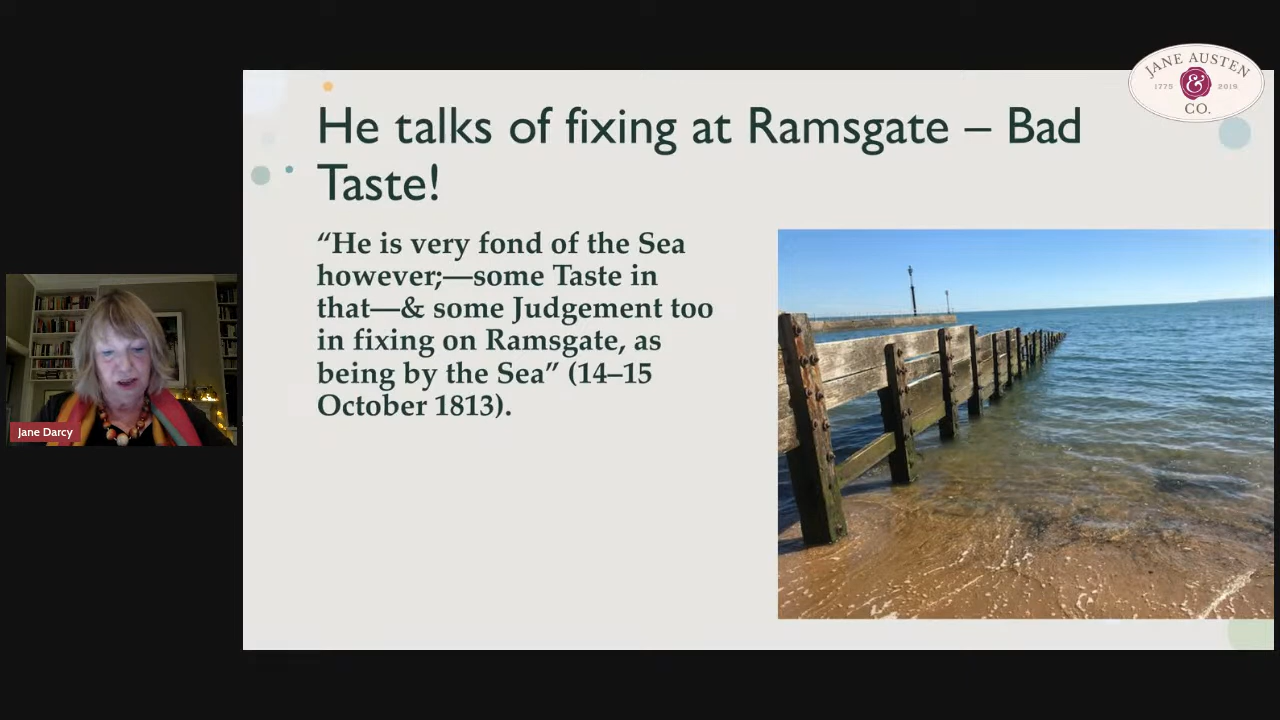 JANE AUSTEN
1775 & 2019
CO.
He talks of fixing at Ramsgate – Bad
Taste!
“He is very fond of the Sea
however;—some Taste in
that—& some Judgement too
in fixing on Ramsgate, as
being by the Sea” (14–15
October 1813).
Jane Darcy